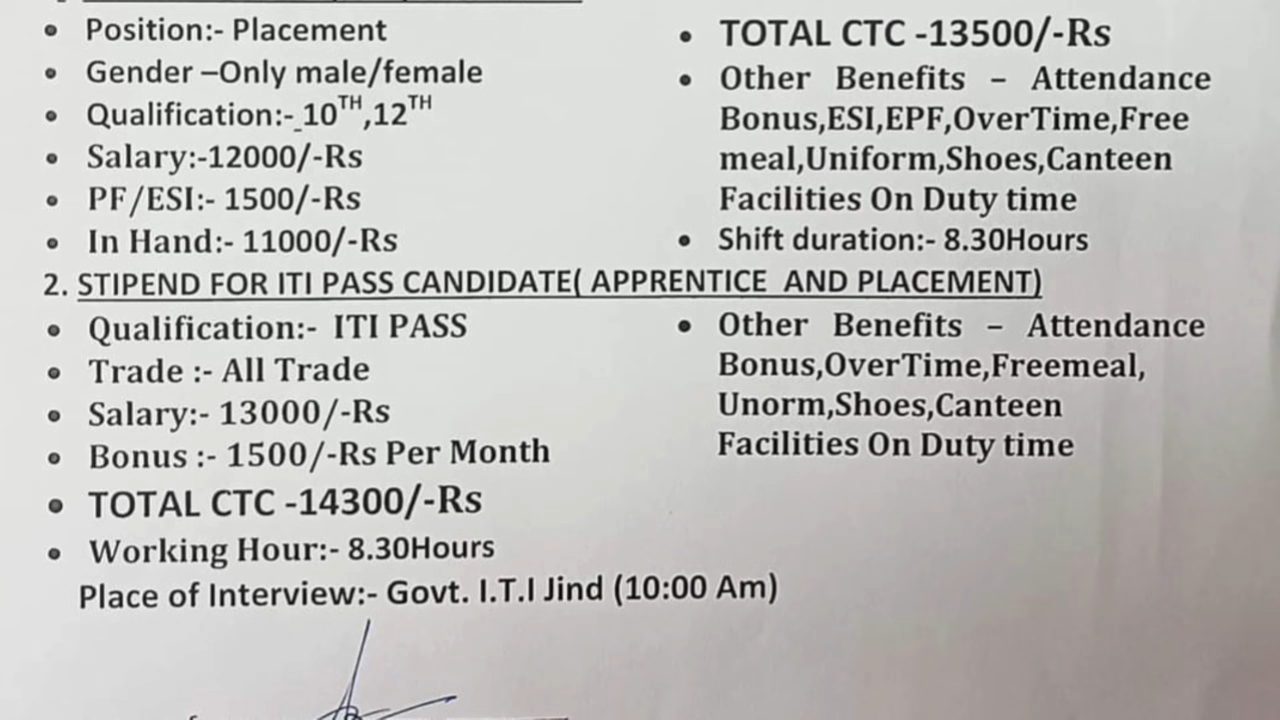 • Position:- Placement
• Gender –Only male/female
• Qualification:- 10TH,12TH
• Salary:-12000/-Rs
• PF/ESI:- 1500/-Rs
• In Hand:- 11000/-Rs
• TOTAL CTC -13500/-Rs
• Other Benefits – Attendance
Bonus,ESI,EPF,OverTime,Free
meal,Uniform,Shoes,Canteen
Facilities On Duty time
• Shift duration:- 8.30Hours
2. STIPEND FOR ITI PASS CANDIDATE( APPRENTICE AND PLACEMENT)
• Qualification:- ITI PASS
• Trade :- All Trade
• Salary:- 13000/-Rs
• Bonus :- 1500/-Rs Per Month
• TOTAL CTC -14300/-Rs
• Working Hour:- 8.30Hours
• Other Benefits – Attendance
Bonus,OverTime,Freemeal,
Unorm,Shoes,Canteen
Facilities On Duty time
Place of Interview:- Govt. I.T.I Jind (10:00 Am)